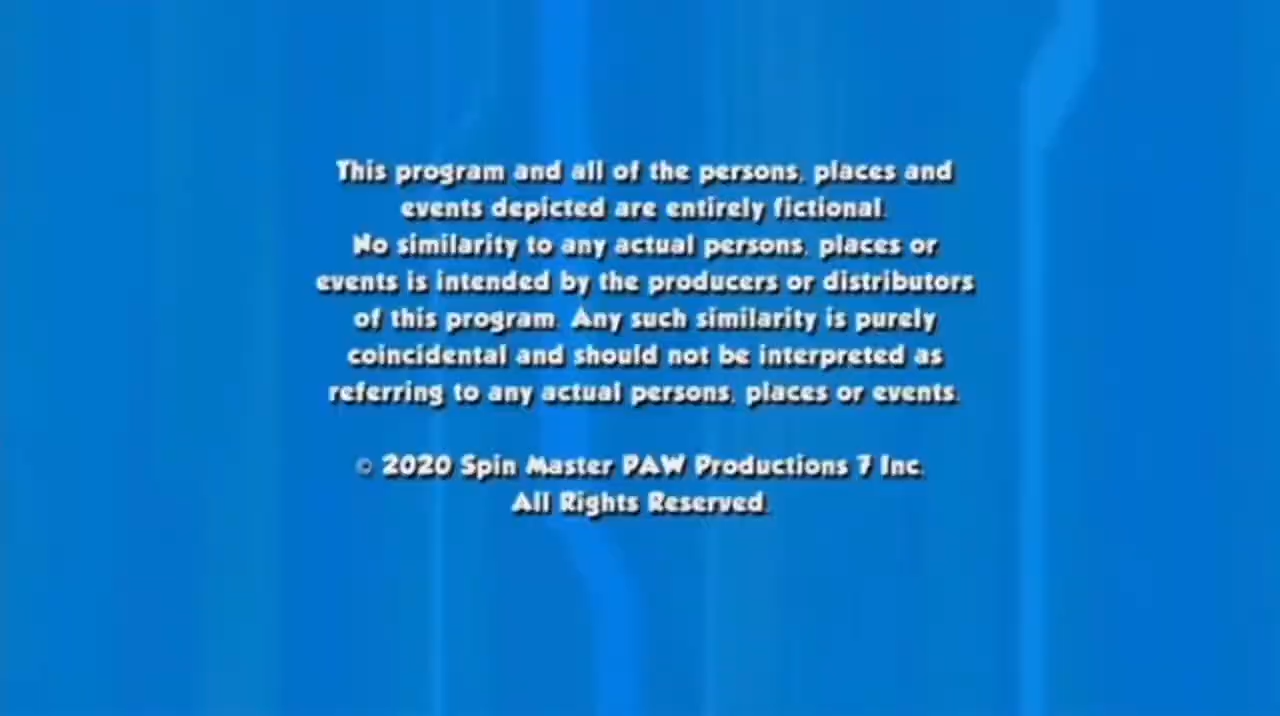 This program and all of the persons, places and
events depicted are entirely fictional.
No similarity to any actual persons, places or
events is intended by the producers or distributors
of this program. Any such similarity is purely
coincidental and should not be interpreted as
referring to any actual persons, places or events.
© 2020 Spin Master PAW Productions 7 Inc.
All Rights Reserved.